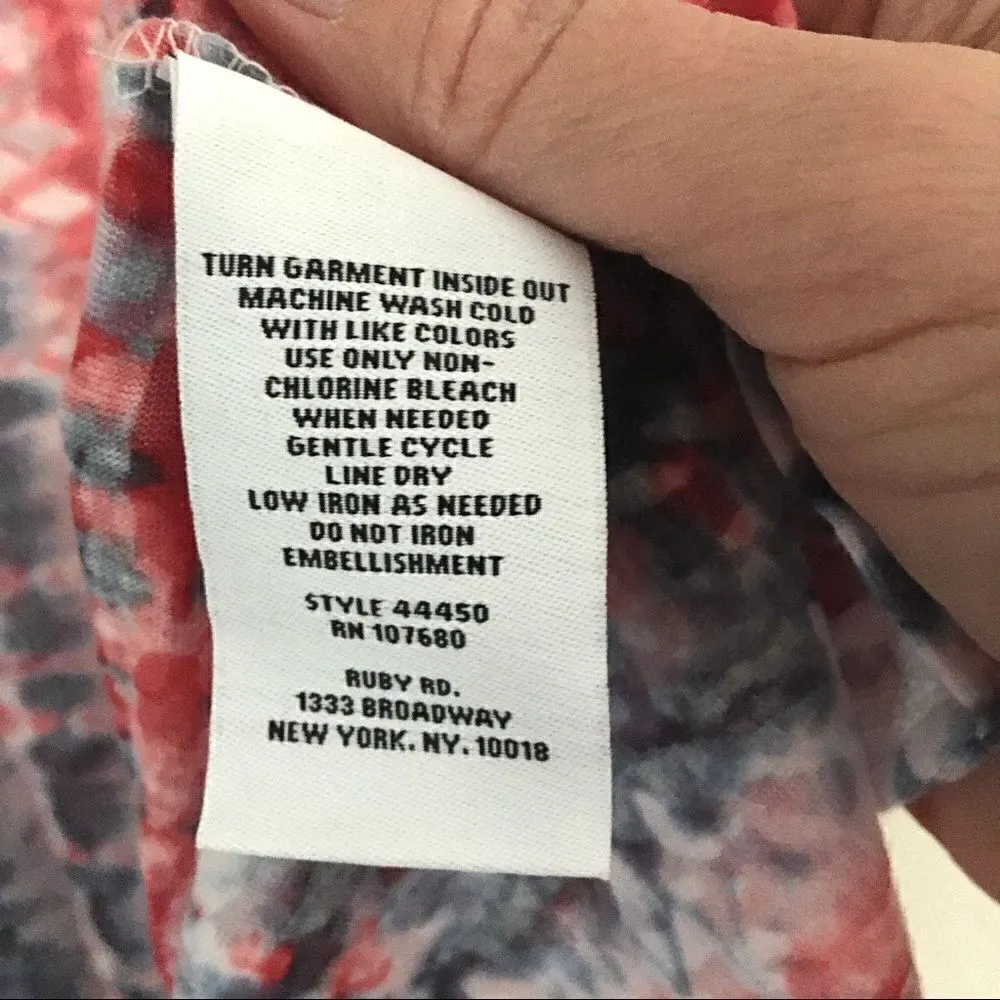 TURN GARMENT INSIDE OUT
MACHINE WASH COLD
WITH LIKE COLORS
USE ONLY NON-
CHLORINE BLEACH
WHEN NEEDED
GENTLE CYCLE
LINE DRY
LOW IRON AS NEEDED
DO NOT IRON
EMBELLISHMENT
STYLE 44450
RN 107680
RUBY RD.
1333 BROADWAY
NEW YORK. NY. 10018